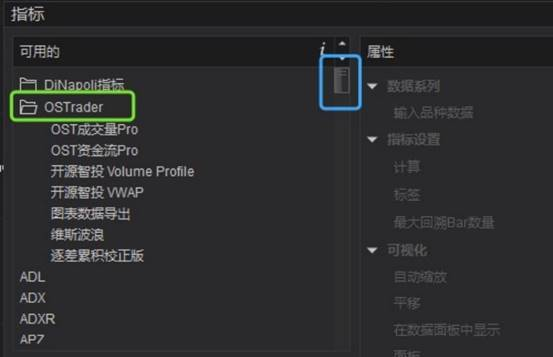 指标
可用的
DiNapoli指标
OSTrader
OST成交量Pro
OST资金流Pro
开源智投 Volume Profile
开源智投 VWAP
图表数据导出
维斯波浪
逐差累积校正版
ADL
ADX
ADXR
APZ
属性
数据系列
输入品种数据
指标设置
计算
标签
最大回溯Bar数量
可视化
自动缩放
平移
在数据面板中显示
面板